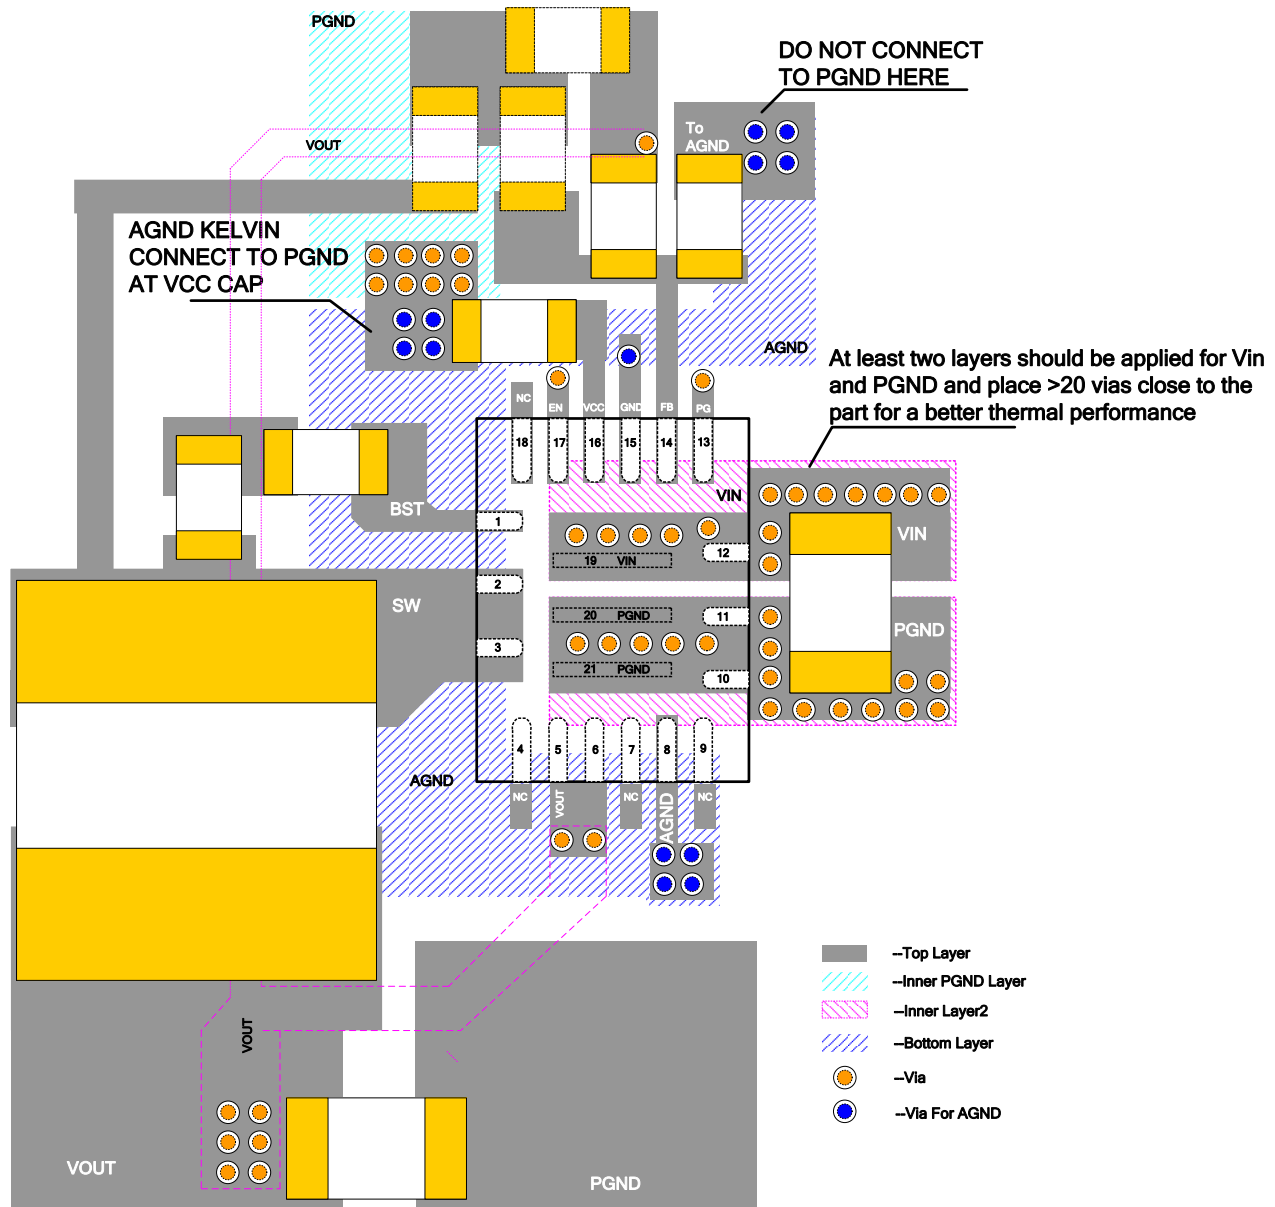 PGND
DO NOT CONNECT
TO PGND HERE
To
AGND
VOUT
AGND KELVIN
CONNECT TO PGND
AT VCC CAP
AGND
At least two layers should be applied for Vin
and PGND and place >20 vias close to the
part for a better thermal performance
NC
EN
VCC
GND
FB
PG
18
17
16
15
14
13
VIN
BST
1
VIN
12
19 VIN
2
SW
20 PGND
11
PGND
3
21 PGND
10
4
5
6
7
8
9
AGND
NC
VOUT
NC
AGND
NC
--Top Layer
--Inner PGND Layer
--Inner Layer2
--Bottom Layer
--Via
--Via For AGND
VOUT
VOUT
PGND